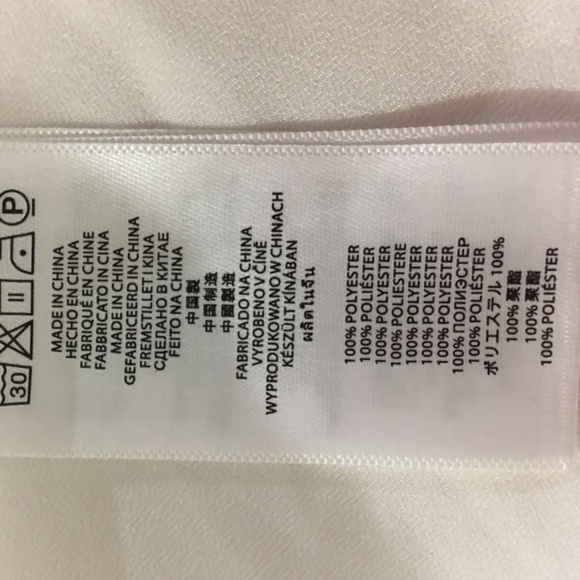 30
P
MADE IN CHINA
HECHO EN CHINA
FABRIQUÉ EN CHINE
FABBRICATO IN CINA
MADE IN CHINA
GEFABRICEERD IN CHINA
FREMSTILLET I KINA
СДЕЛАНО В КИТАЕ
FEITO NA CHINA
中国製
中国制造
中國製造
FABRICADO NA CHINA
VYROBENO V ČÍNĚ
WYPRODUKOWANO W CHINACH
KÉSZÜLT KÍNÁBAN
ผลิตในจีน
100% POLYESTER
100% POLIÉSTER
100% POLYESTER
100% POLIESTERE
100% POLYESTER
100% POLYESTER
100% POLYESTER
100% ПОЛИЭСТЕР
100% POLIÉSTER
ポリエステル 100%
100% 聚酯
100% 聚酯
100% POLIÉSTER